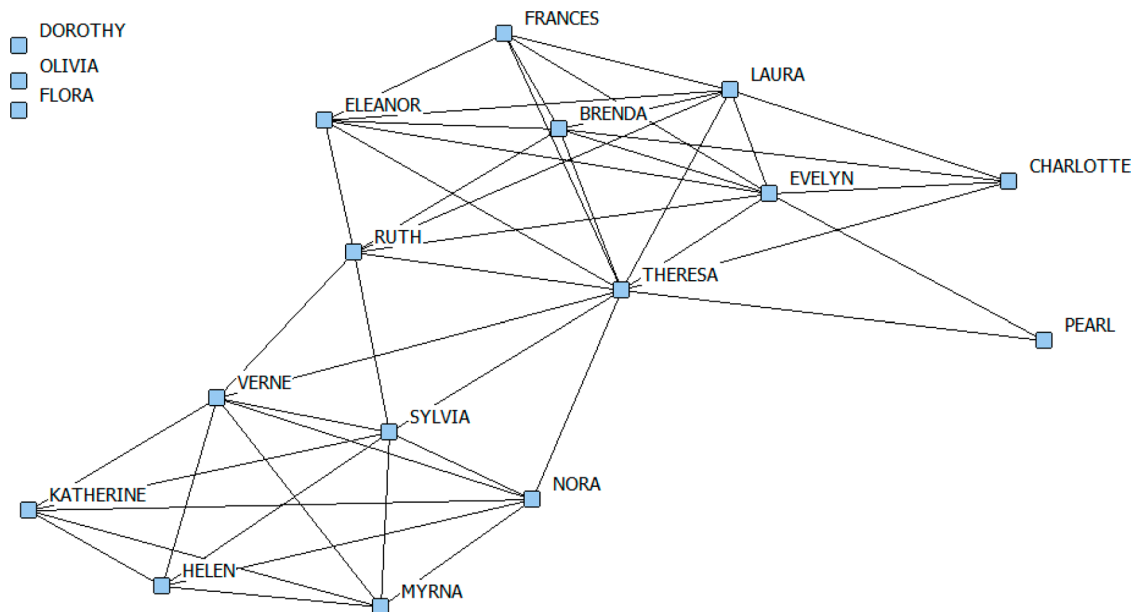 FRANCES
DOROTHY
OLIVIA
FLORA
LAURA
ELEANOR
BRENDA
CHARLOTTE
EVELYN
RUTH
THERESA
PEARL
VERNE
SYLVIA
NORA
KATHERINE
HELEN
MYRNA